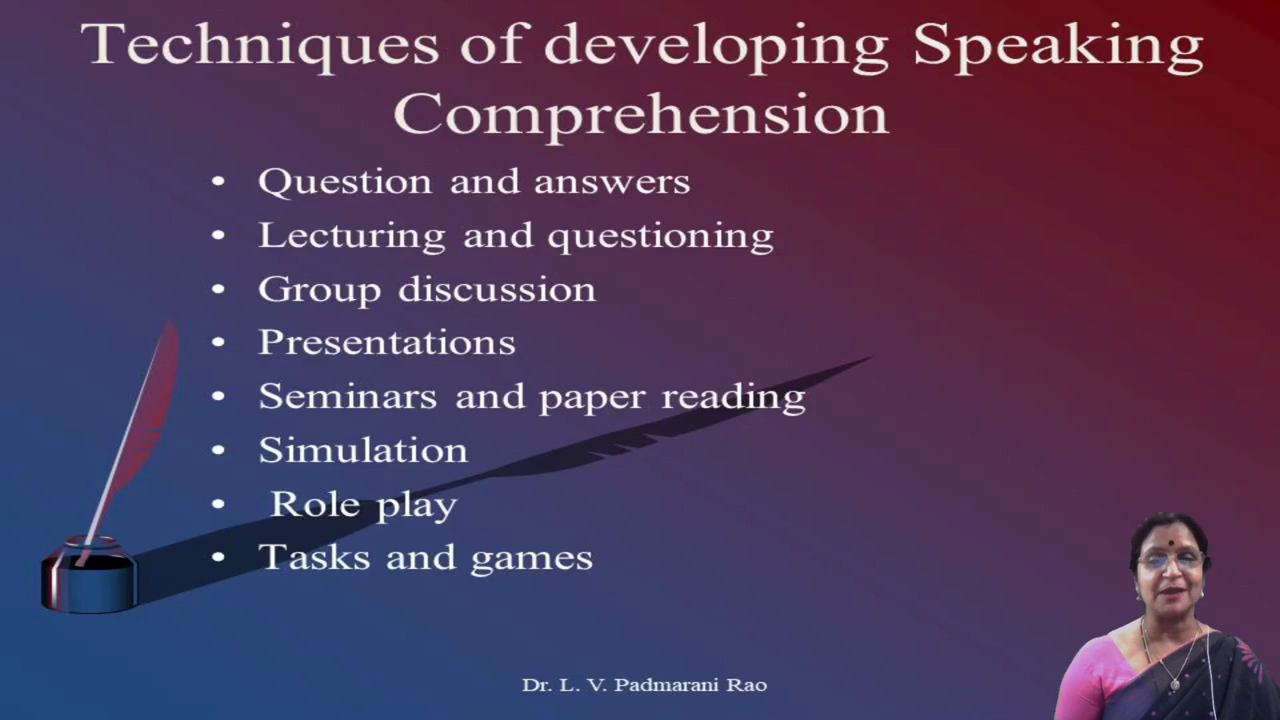 Techniques of developing Speaking
Comprehension
• Question and answers
• Lecturing and questioning
• Group discussion
• Presentations
• Seminars and paper reading
• Simulation
• Role play
• Tasks and games
Dr. L. V. Padmarani Rao